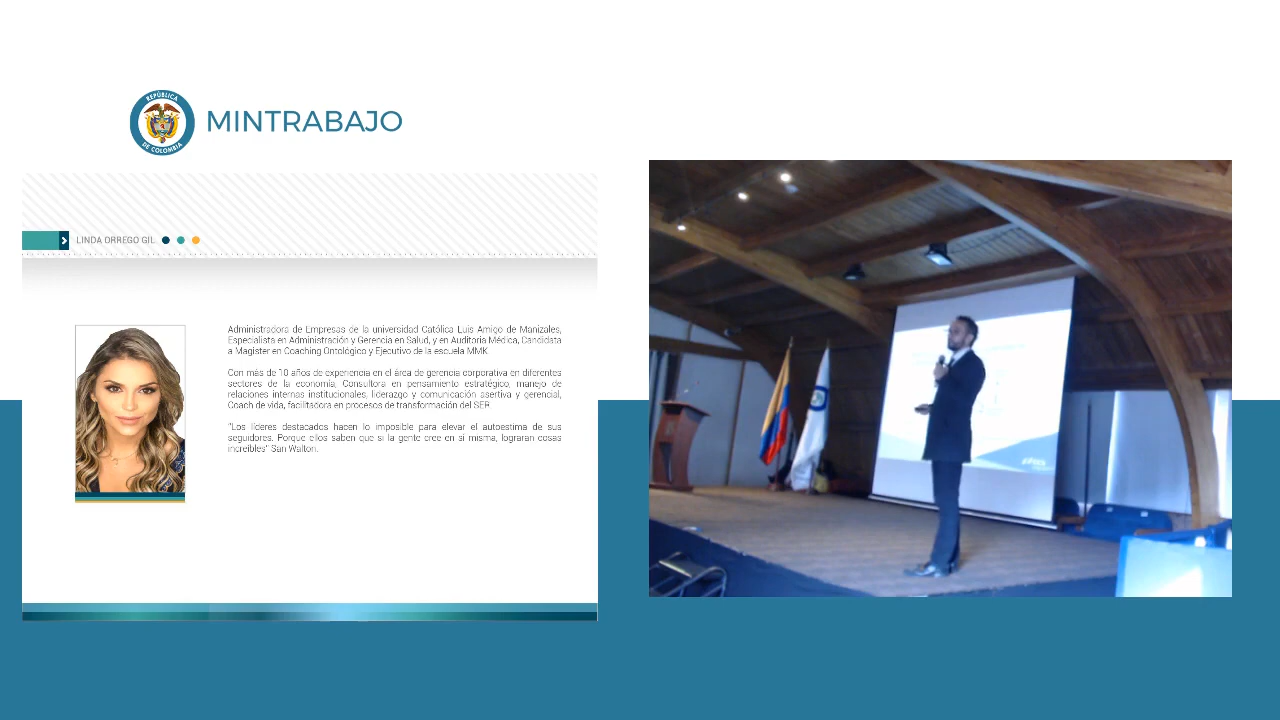 REPÚBLICA
DE COLOMBIA
MINTRABAJO
LINDA ORREGO GIL
Administradora de Empresas de la universidad Católica Luis Amigo de Manizales,
Especialista en Administración y Gerencia en Salud, y en Auditoria Médica, Candidata
a Magister en Coaching Ontológico y Ejecutivo de la escuela MMK.
Con más de 10 años de experiencia en el área de gerencia corporativa en diferentes
sectores de la economía, Consultora en pensamiento estratégico, manejo de
relaciones internas institucionales, liderazgo y comunicación asertiva y gerencial,
Coach de vida, facilitadora en procesos de transformación del SER.
"Los líderes destacados hacen lo imposible para elevar el autoestima de sus
seguidores. Porque ellos saben que si la gente cree en si misma, lograran cosas
increíbles" San Walton.